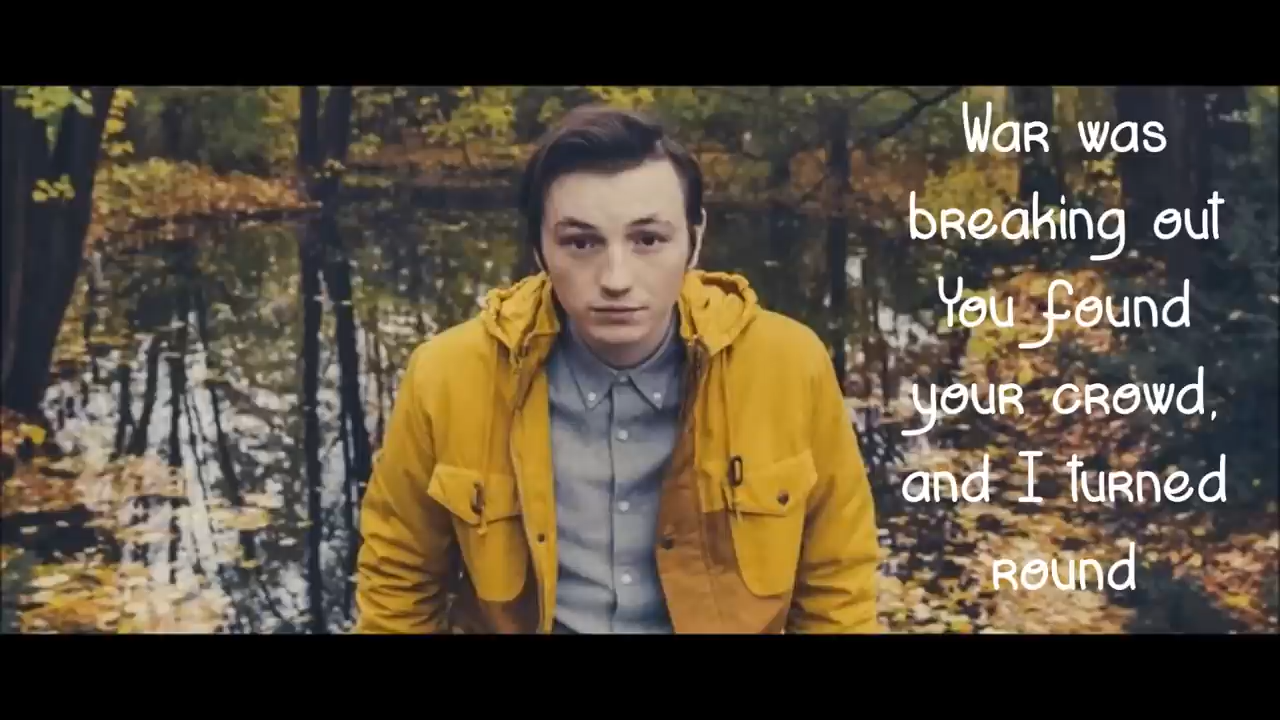 War was
breaking out
You found
your crowd,
and I turned
round